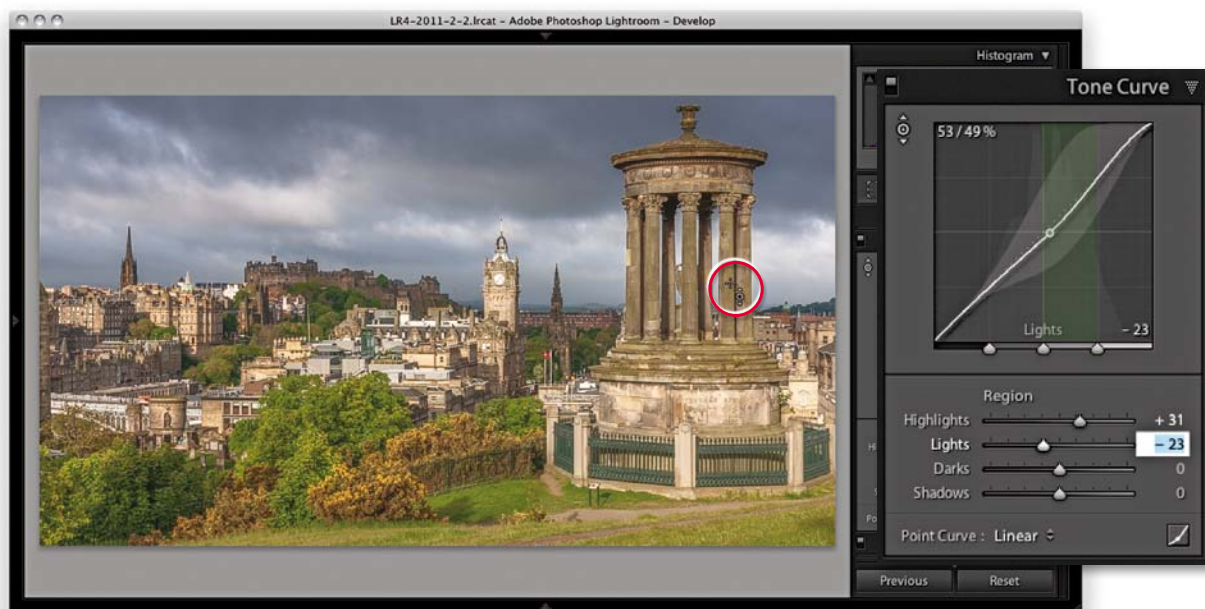 LR4-2011-2-2.lrcat – Adobe Photoshop Lightroom – Develop
Histogram ▼
Tone Curve
53 / 49 %
Lights – 23
Region
Highlights + 31
Lights – 23
Darks 0
Shadows 0
Point Curve : Linear
Previous Reset